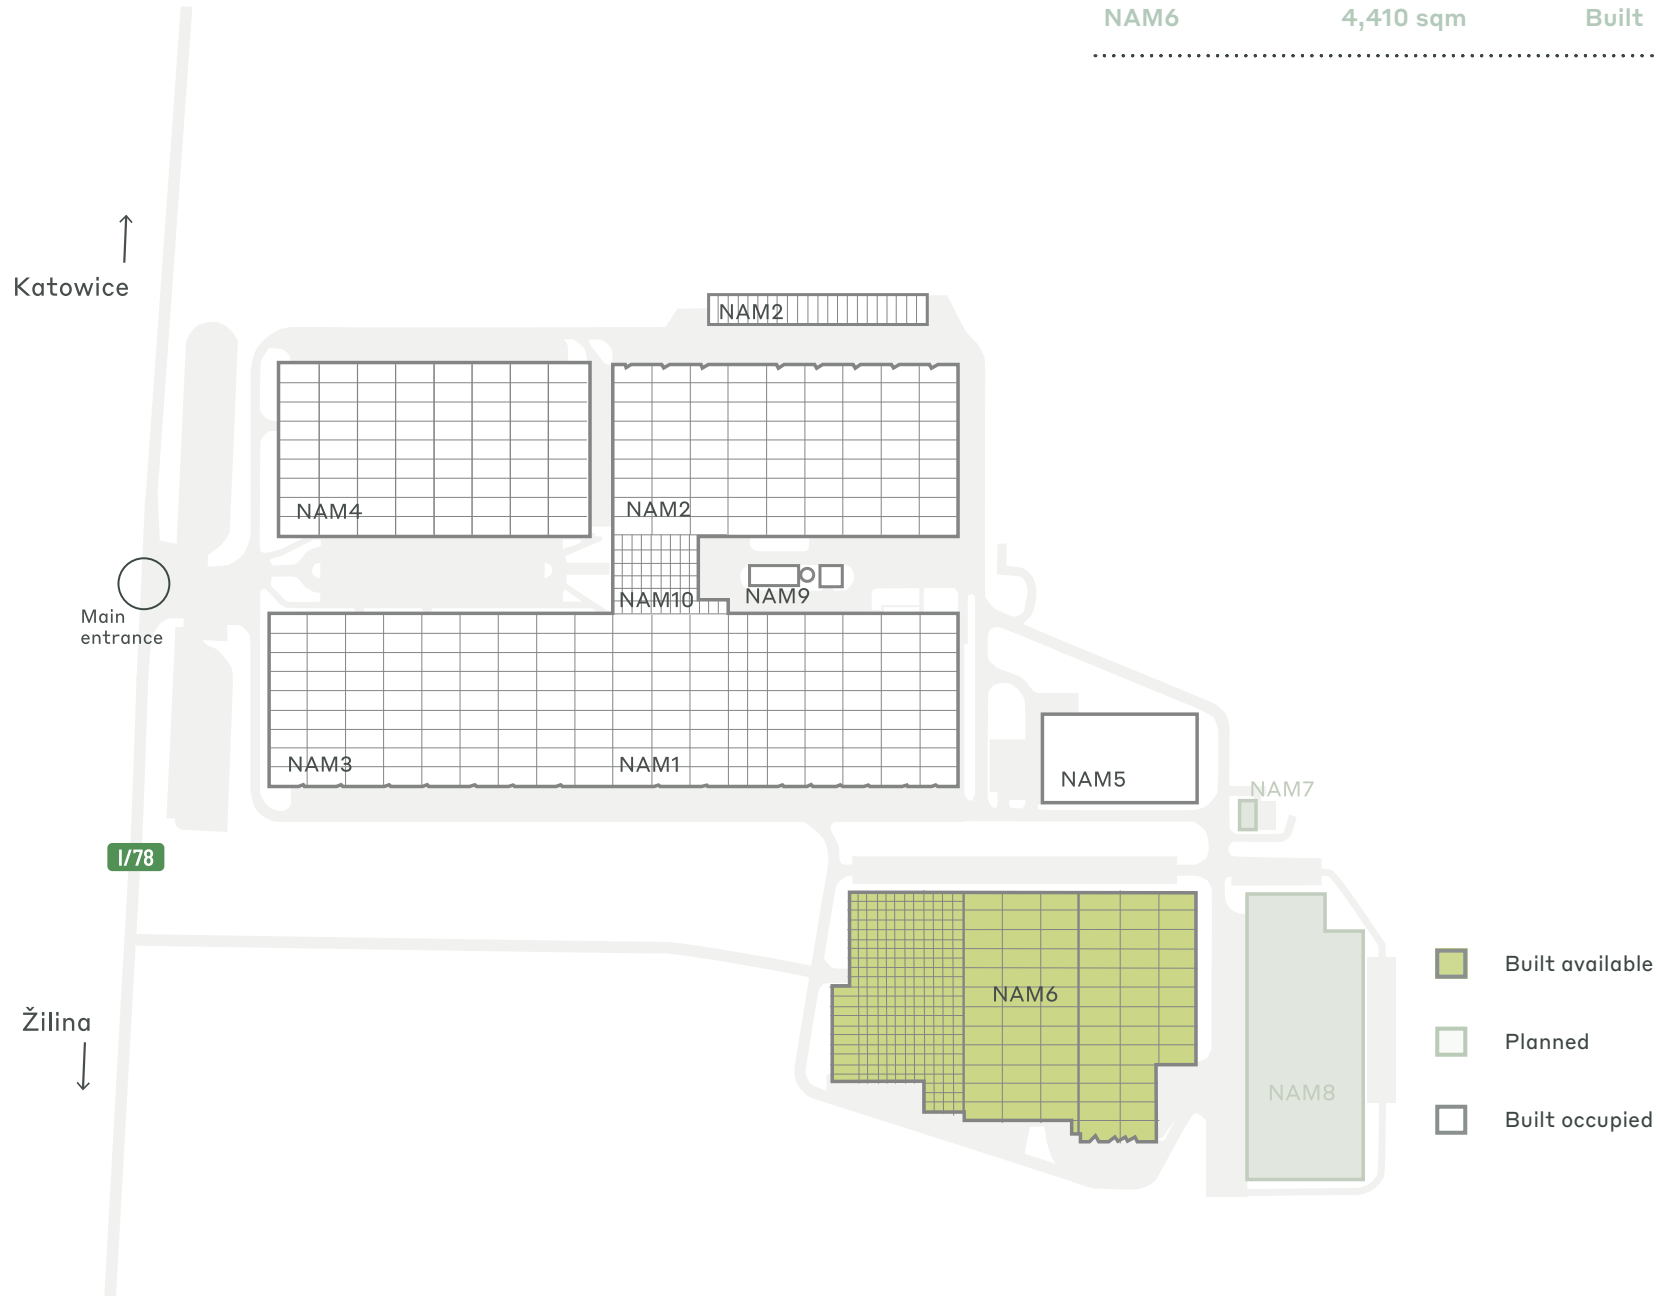 NAM6 4,410 sqm Built
Katowice
NAM2
NAM4
NAM2
NAM10
NAM9
Main
entrance
NAM3
NAM1
NAM5
NAM7
I/78
NAM6
Built available
Žilina
Planned
NAM8
Built occupied